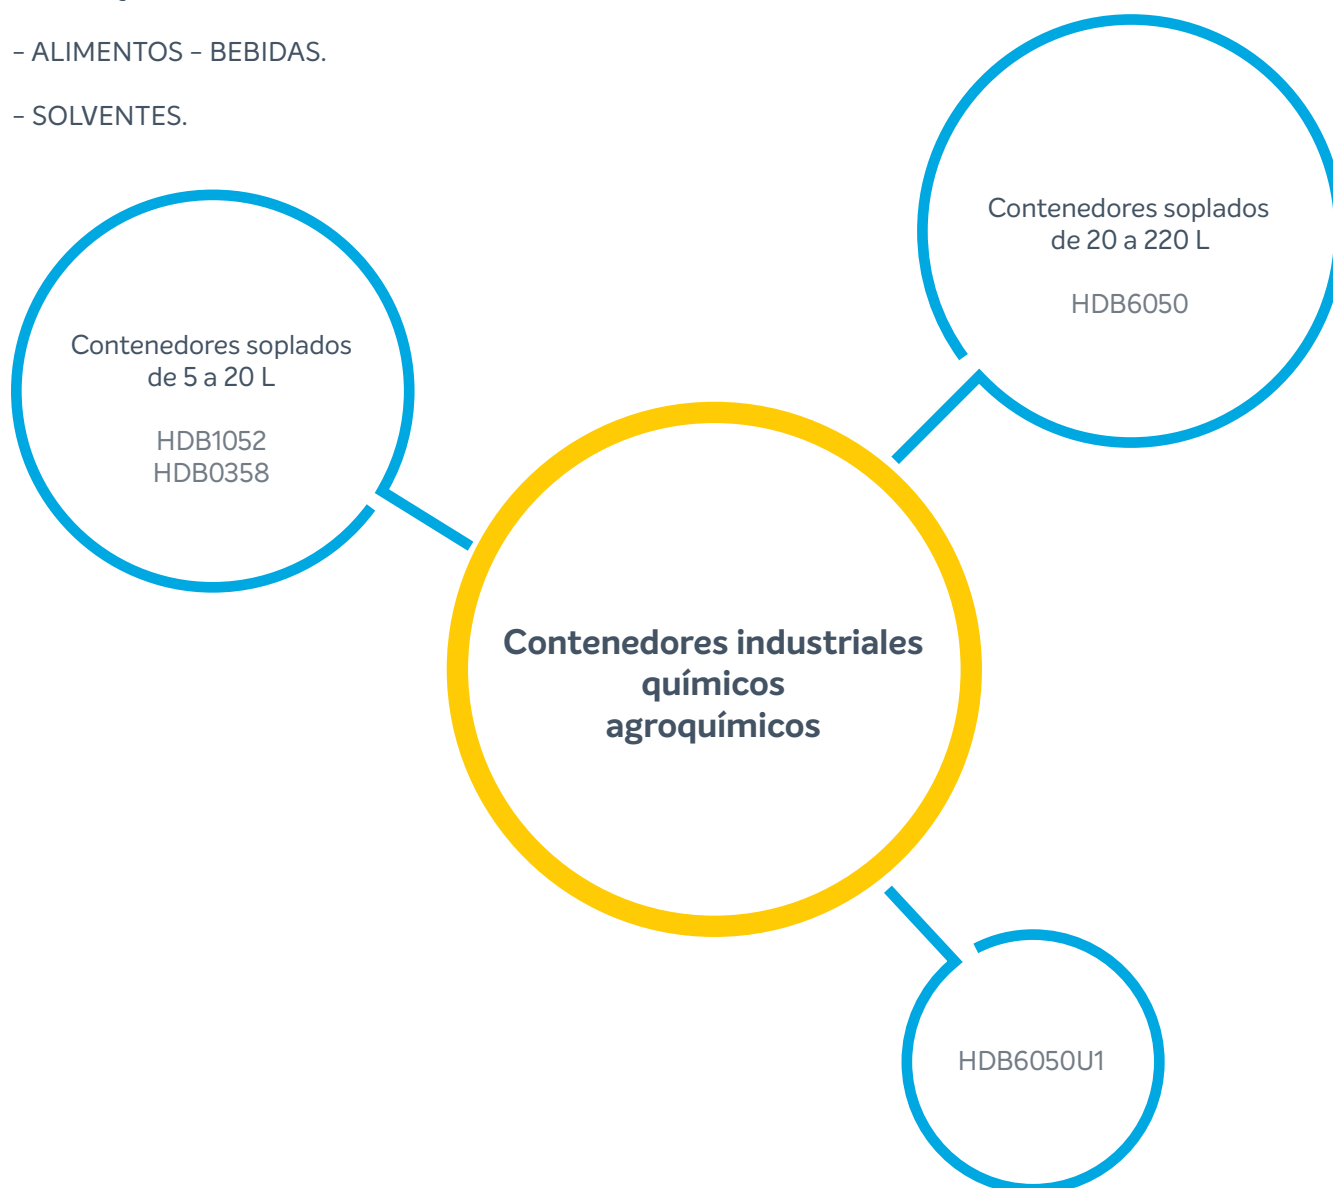 - ALIMENTOS - BEBIDAS.
- SOLVENTES.
Contenedores soplados
de 20 a 220 L
HDB6050
Contenedores soplados
de 5 a 20 L
HDB1052
HDB0358
Contenedores industriales
químicos
agroquímicos
HDB6050U1